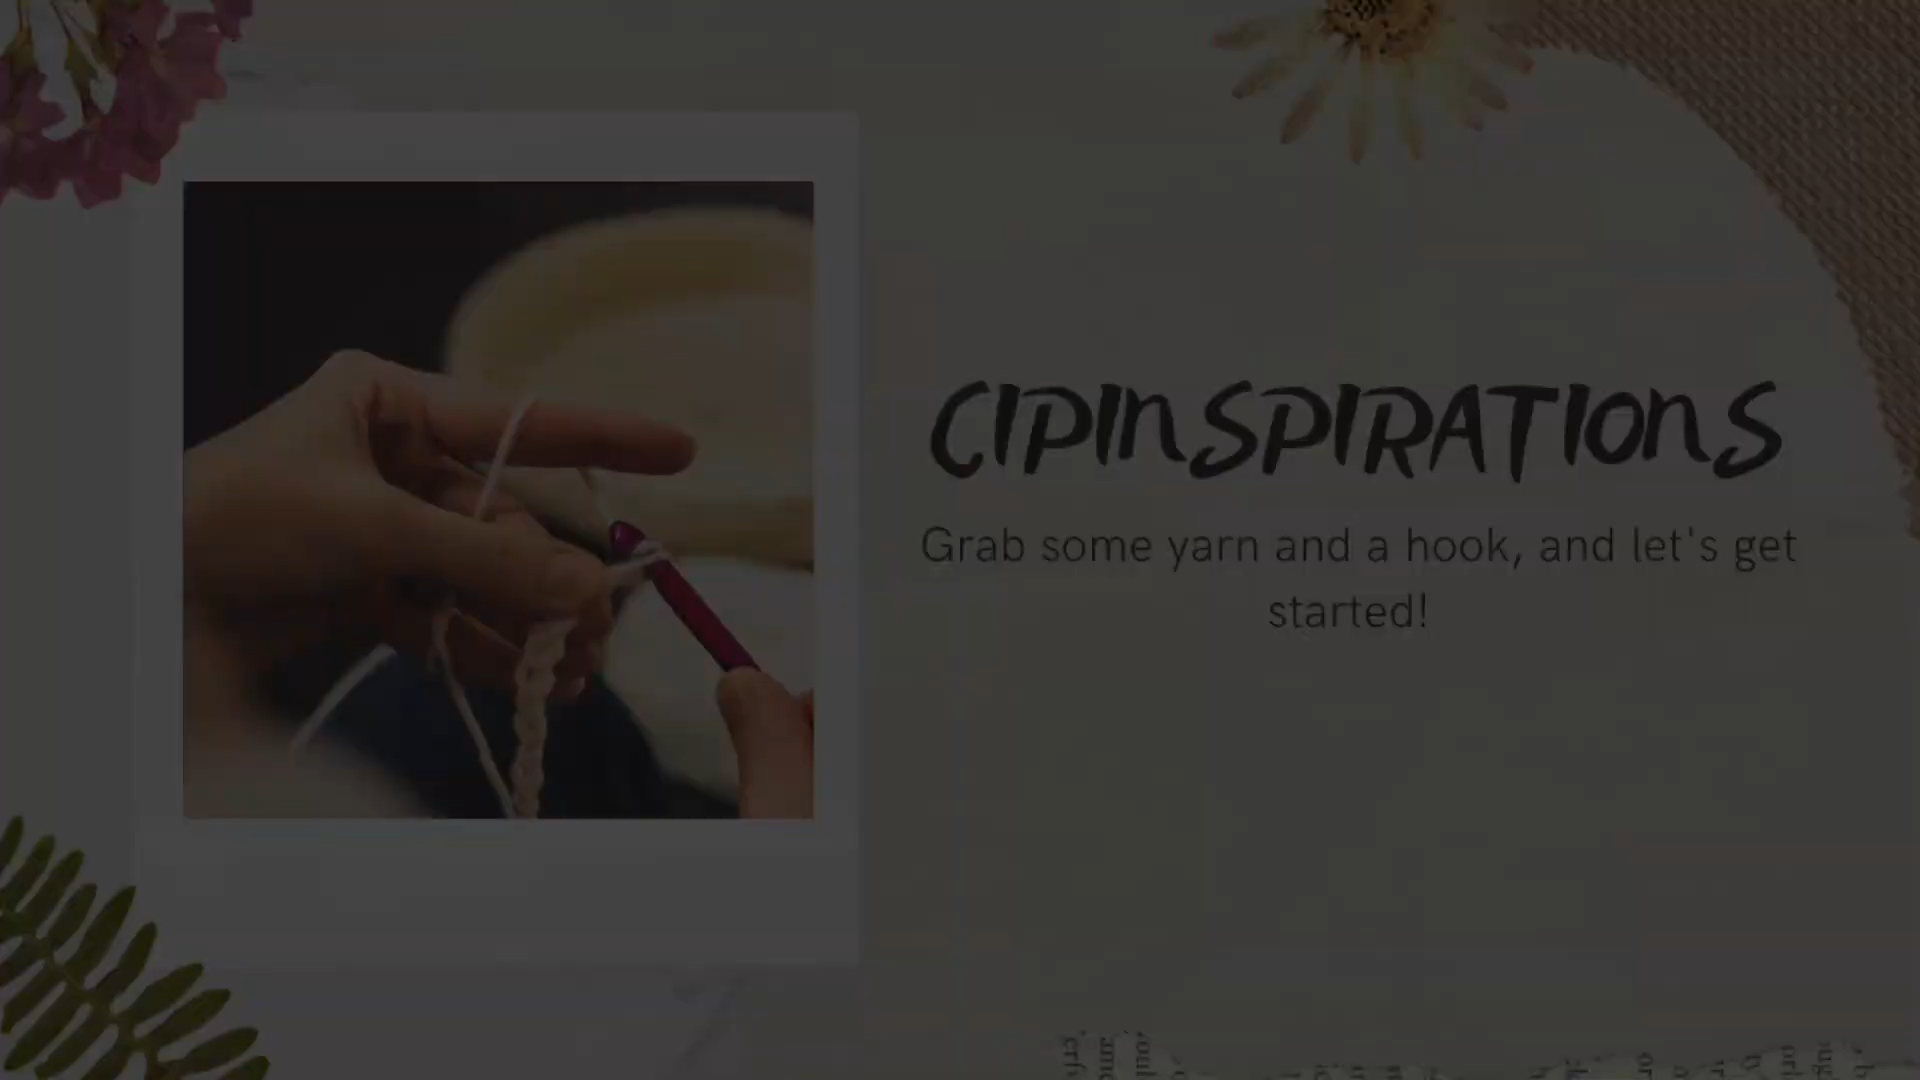 CIPINSPIRATIONS
Grab some yarn and a hook, and let's get
started!